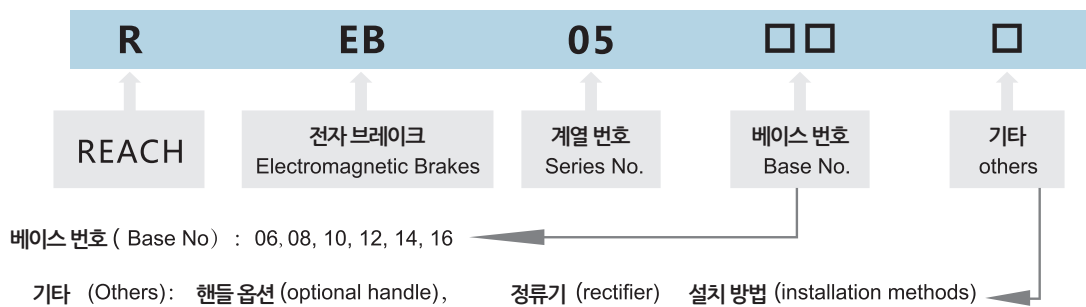 R EB 05 □□ □
REACH
전자 브레이크
Electromagnetic Brakes
계열 번호
Series No.
베이스 번호
Base No.
기타
others
베이스 번호 ( Base No) : 06, 08, 10, 12, 14, 16
기타 (Others): 핸들 옵션 (optional handle), 정류기 (rectifier) 설치 방법 (installation methods)